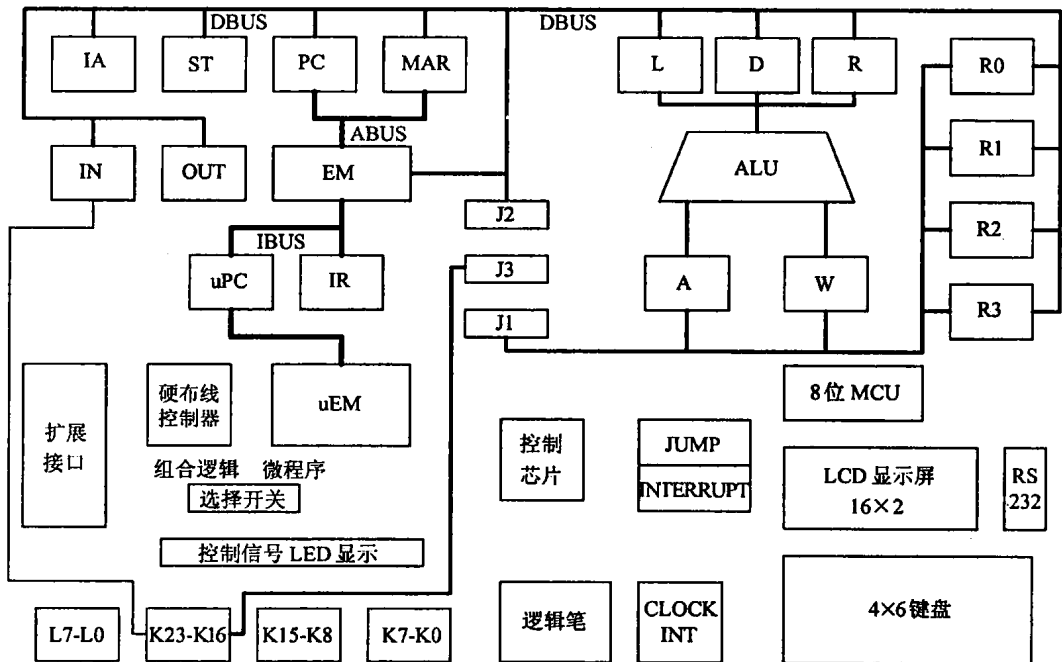 DBUS
DBUS
IA
ST
PC
MAR
L
D
R
R0
ABUS
IN
OUT
EM
ALU
R1
J2
R2
IBUS
uPC
IR
J3
A
W
R3
J1
扩展
接口
硬布线
控制器
uEM
8位 MCU
组合逻辑
微程序
选择开关
控制
芯片
JUMP
INTERRUPT
LCD 显示屏
16×2
RS
232
控制信号 LED 显示
L7-L0
K23-K16
K15-K8
K7-K0
逻辑笔
CLOCK
INT
4×6键盘